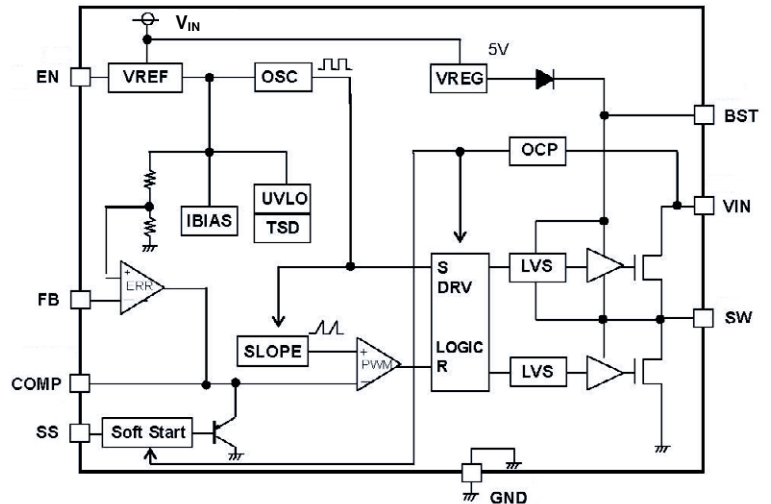 VIN
EN
VREF
OSC
5V
VREG
BST
OCP
VIN
IBIAS
UVLO
TSD
S
DRV
LVS
+
ERR
−
FB
SW
SLOPE
+
PWM
−
LOGIC
R
LVS
COMP
SS
Soft Start
GND